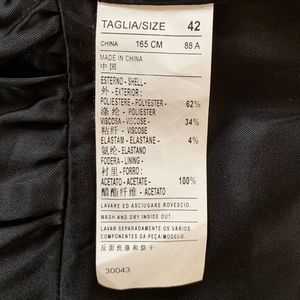 TAGLIA/SIZE 42
CHINA 165 CM 88 A
MADE IN CHINA
中国
ESTERNO - SHELL -
外 - EXTERIOR :
POLIESTERE - POLYESTER - 62%
涤纶 - POLIESTER
VISCOSA - VISCOSE - 34%
粘纤 - VISCOSE
ELASTAM - ELASTANE - 4%
氨纶 - ELASTANO
FODERA - LINING -
衬里 - FORRO :
ACETATO - ACETATE - 100%
醋酯纤维 - ACETATO
LAVARE ED ASCIUGARE ROVESCIO.
WASH AND DRY INSIDE OUT.
LAVAR SEPARADAMENTE OS VÁRIOS
COMPONENTES DA PEÇA/MODELO.
反面洗涤和烘干
30043